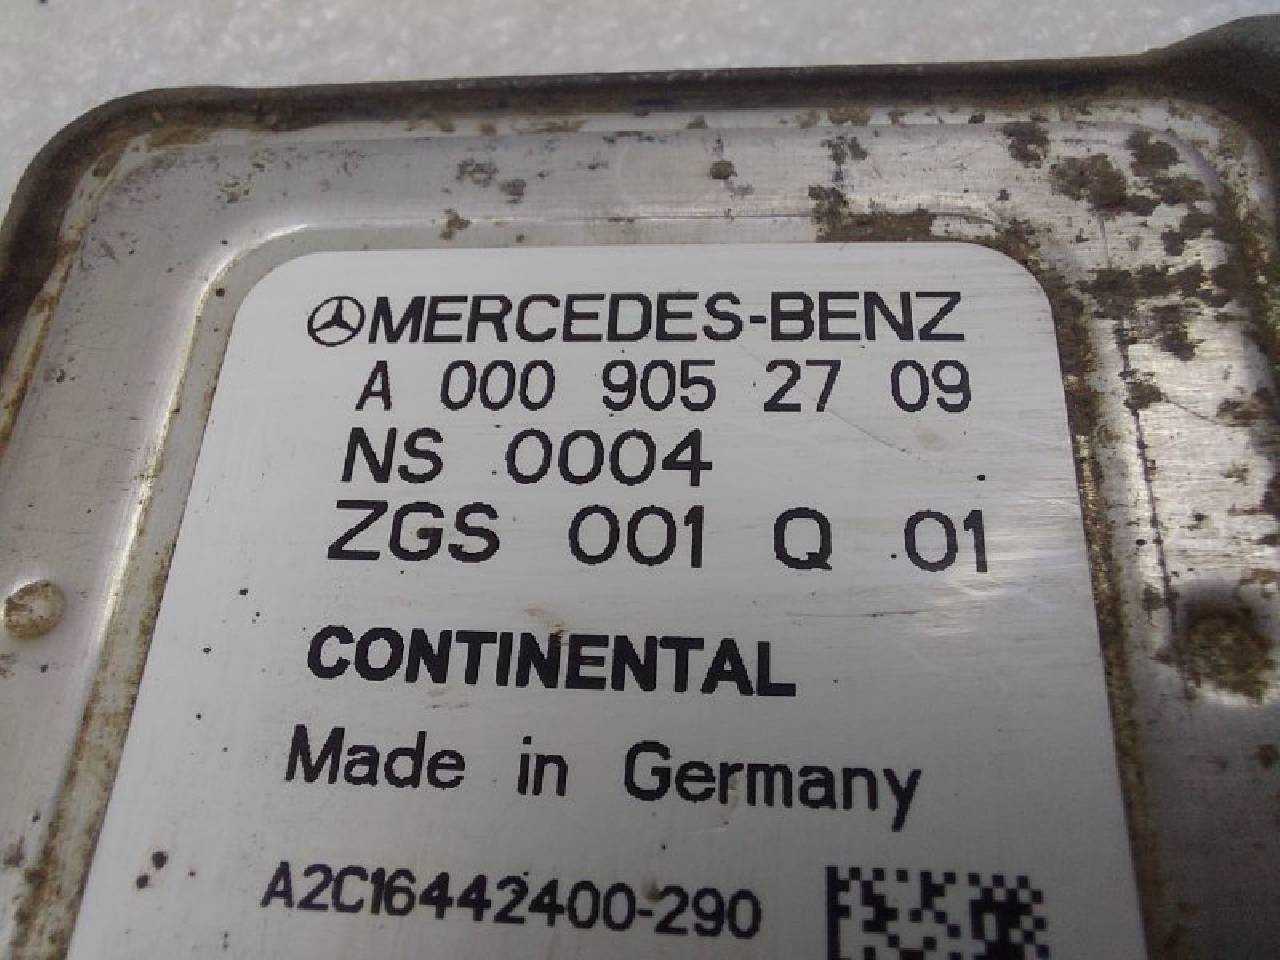 MERCEDES-BENZ
A 000 905 27 09
NS 0004
ZGS 001 Q 01
CONTINENTAL
Made in Germany
A2C16442400-290